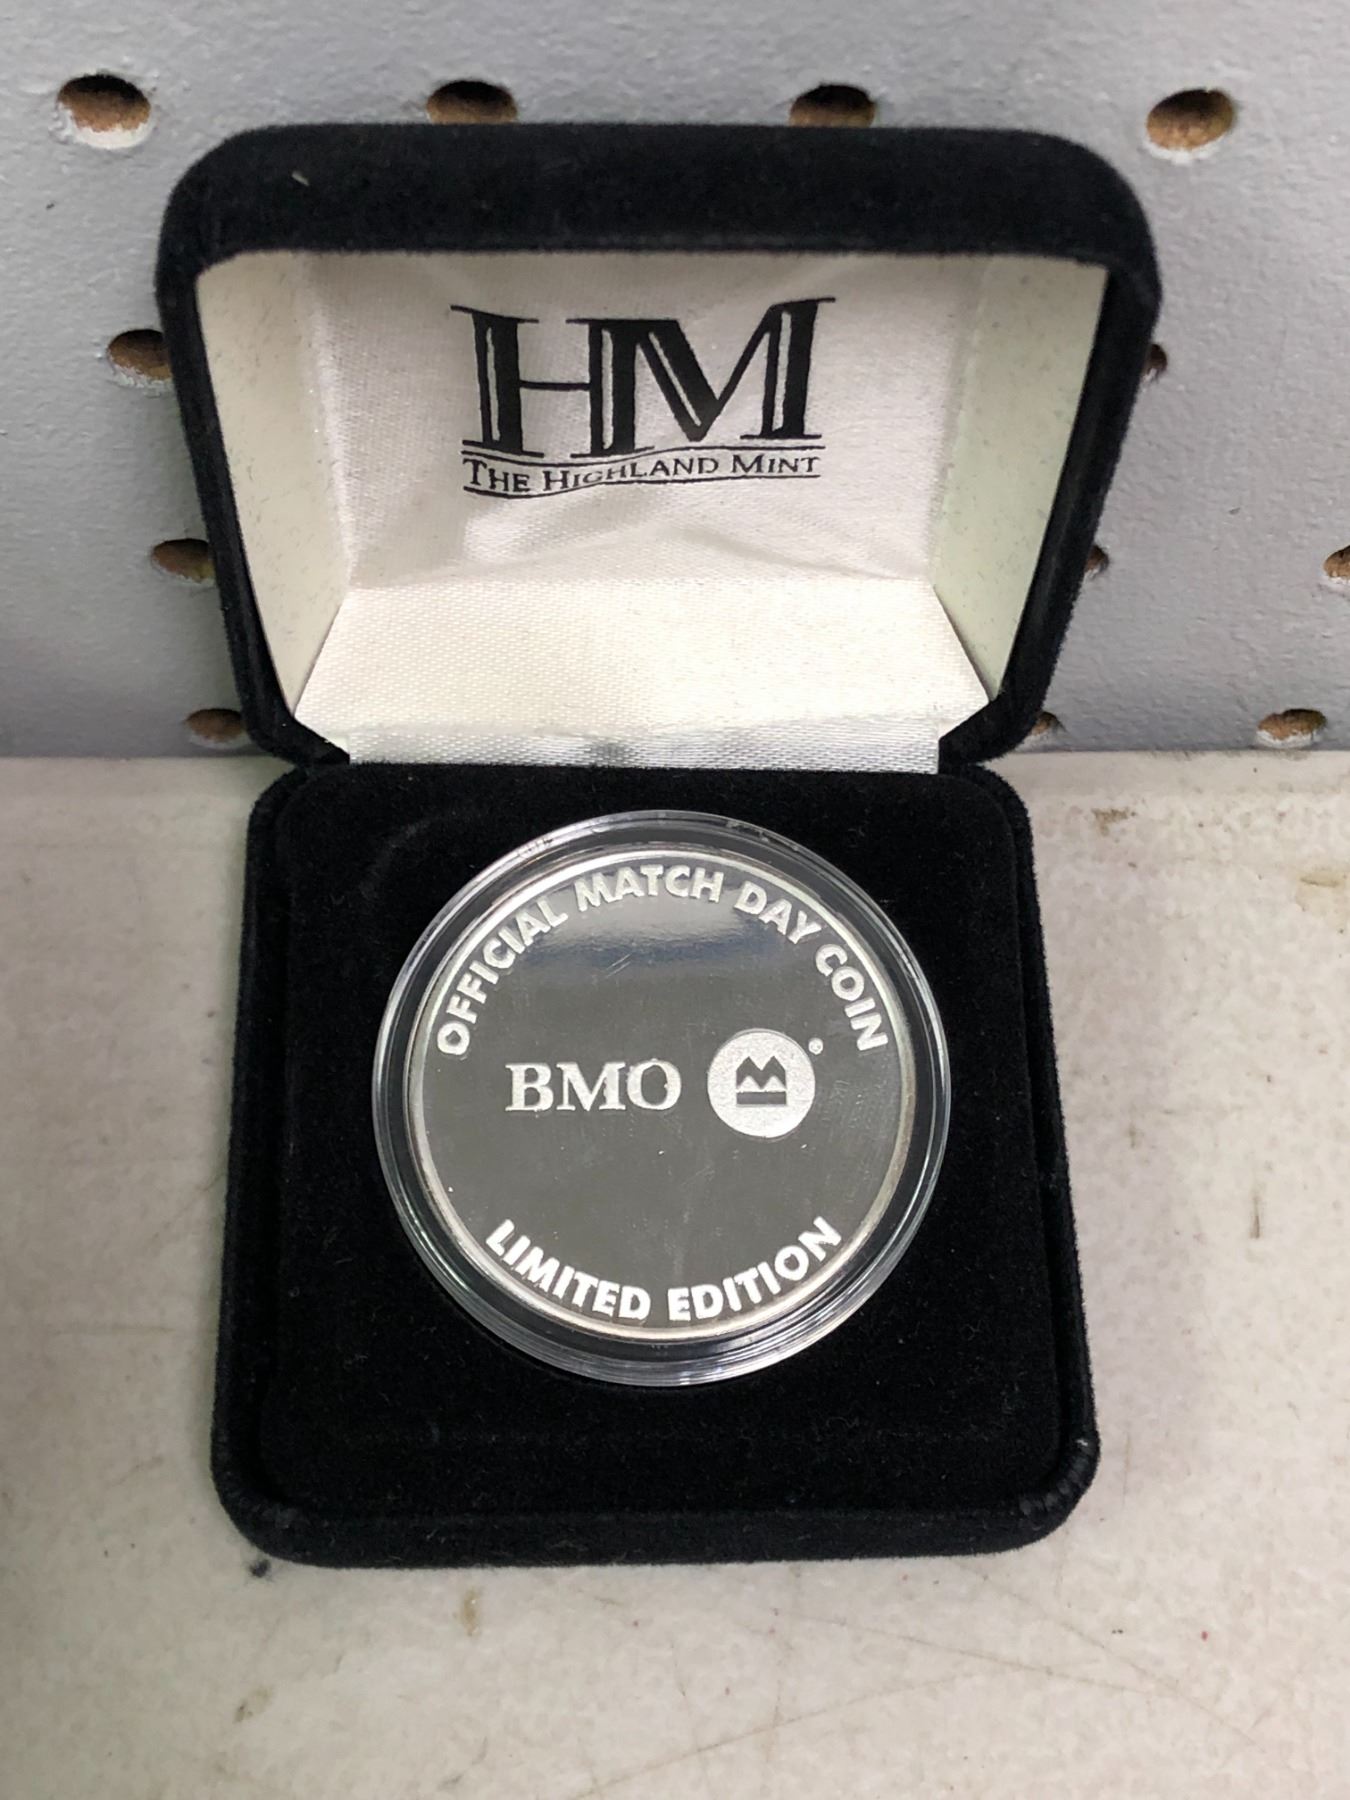 HM
THE HIGHLAND MINT
OFFICIAL MATCH DAY COIN
BMO ®
LIMITED EDITION